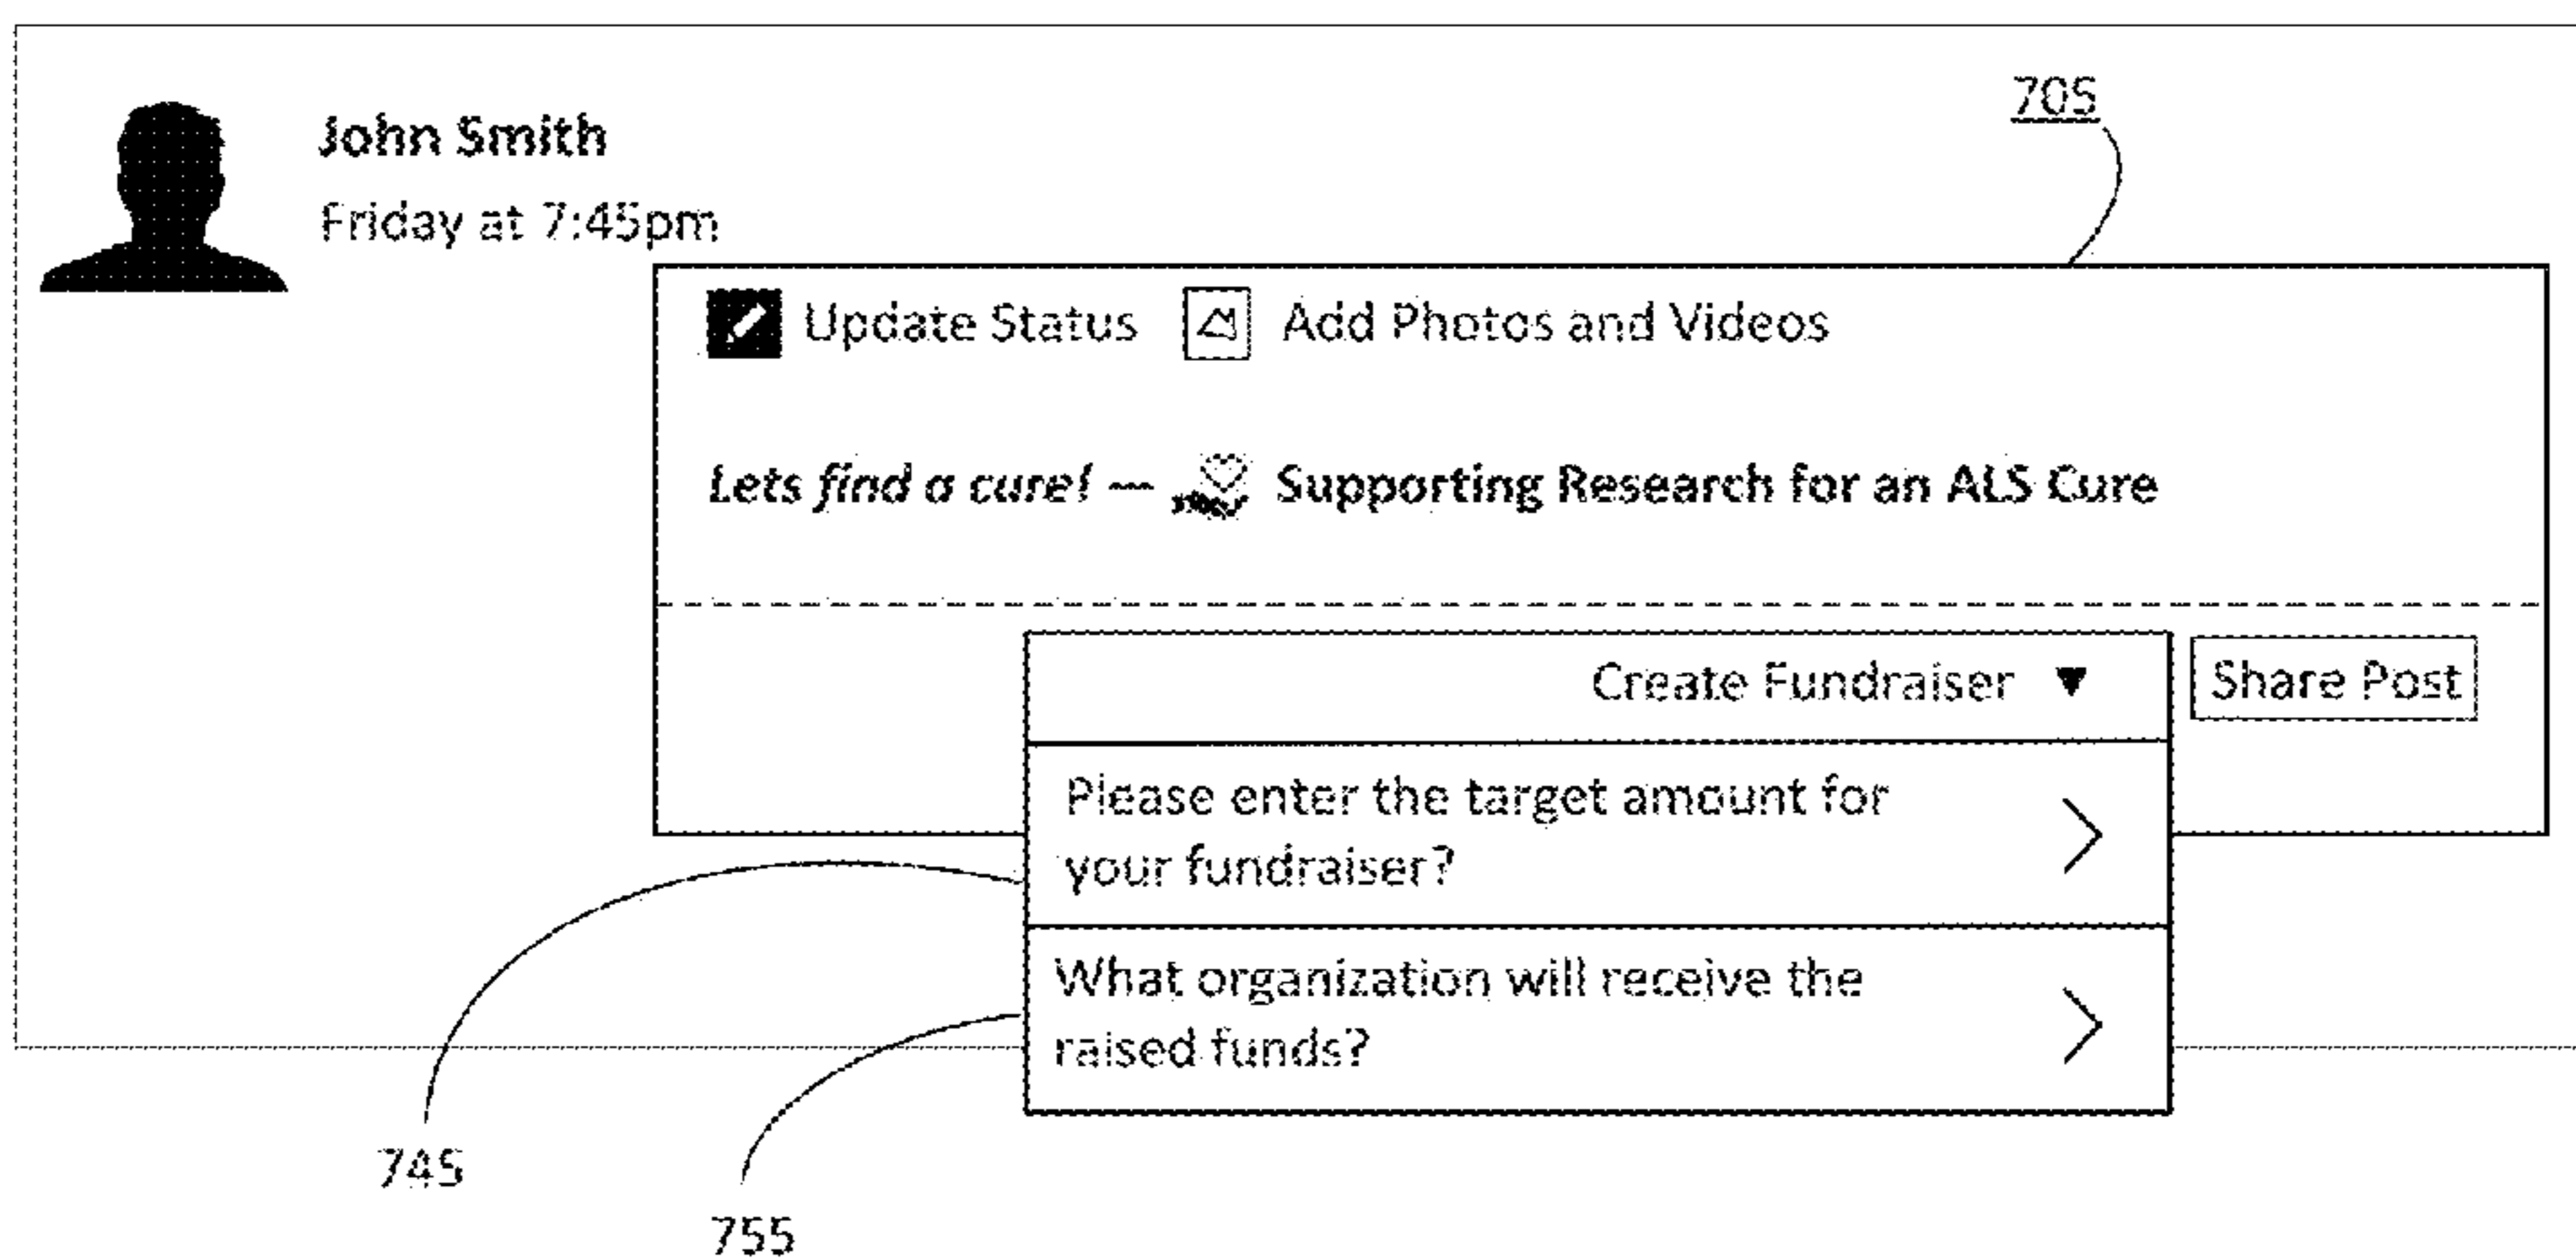 705
John Smith
Friday at 7:45pm
Update Status Add Photos and Videos
Lets find a cure! — Supporting Research for an ALS Cure
Create Fundraiser ▼ Share Post
Please enter the target amount for
your fundraiser?
What organization will receive the
raised funds?
745
755